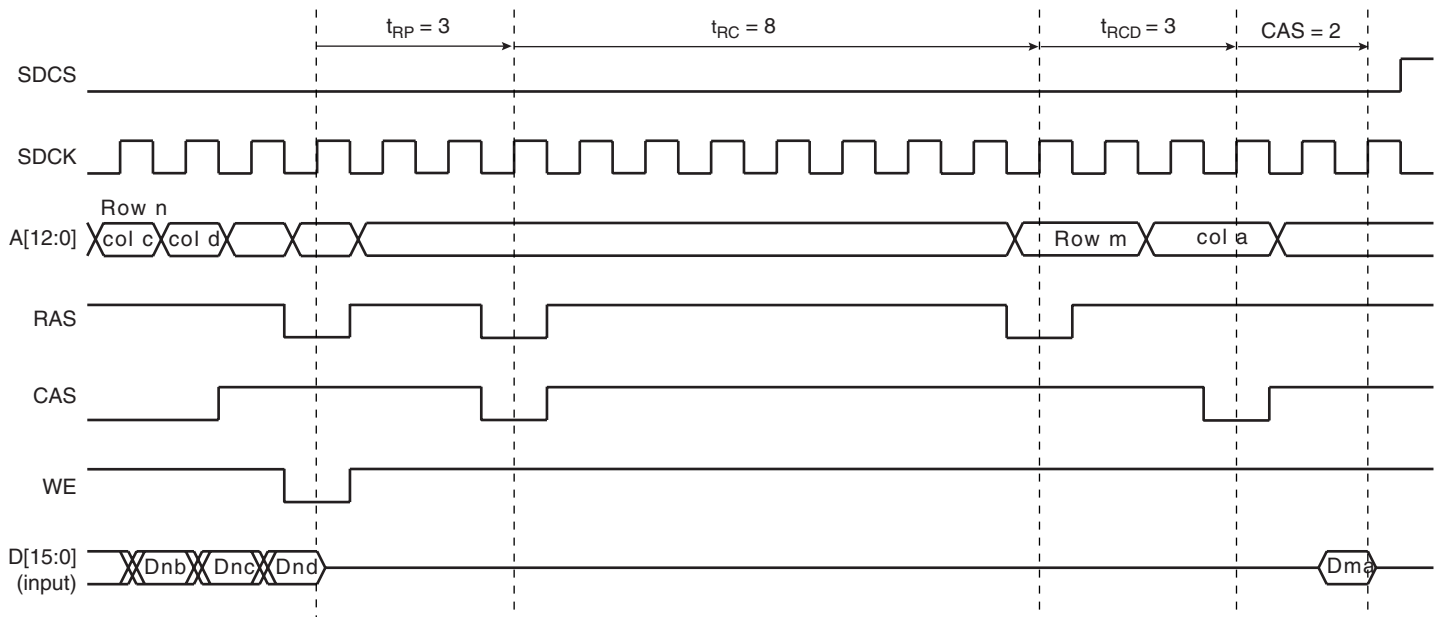 tRP = 3
tRC = 8
tRCD = 3
CAS = 2
SDCS
SDCK
Row n
A[12:0]
col c
col d
Row m
col a
RAS
CAS
WE
D[15:0]
(input)
Dnb
Dnc
Dnd
Dma